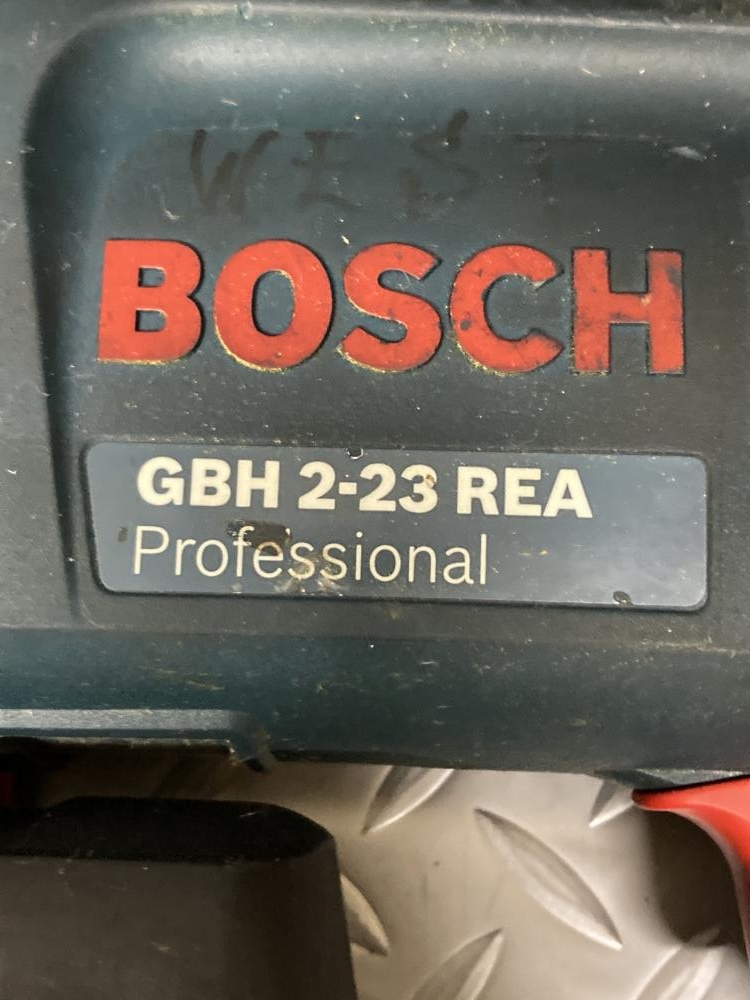 WEST
BOSCH
GBH 2-23 REA
Professional